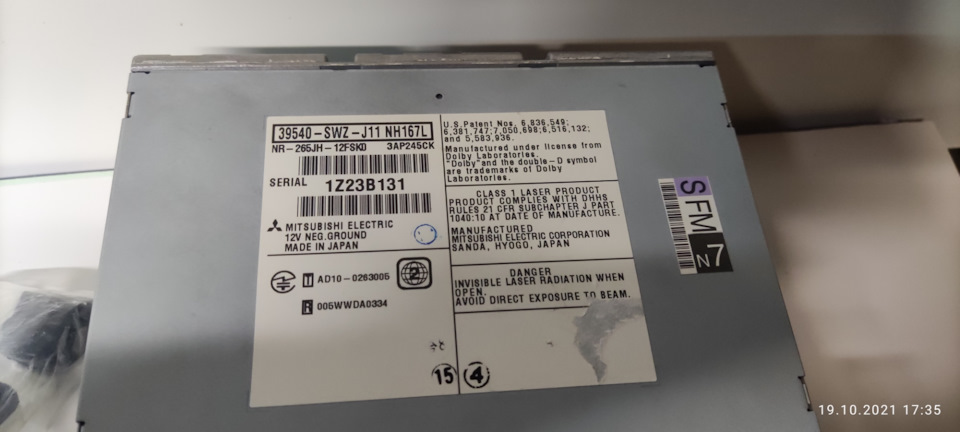 39540-SWZ-J11 NH167L
NR-265JH-12FSKD 3AP245CK
SERIAL 1Z23B131
MITSUBISHI ELECTRIC
12V NEG.GROUND
MADE IN JAPAN
T AD10-0263005
2
R 005WWDA0334
U.S.Patent Nos. 6,836,549;
6,381,747;7,050,698;6,516,132;
and 5,583,936.
Manufactured under license from
Dolby Laboratories.
"Dolby"and the double-D symbol
are trademarks of Dolby
Laboratories.
CLASS 1 LASER PRODUCT
PRODUCT COMPLIES WITH DHHS
RULES 21 CFR SUBCHAPTER J PART
1040:10 AT DATE OF MANUFACTURE.
MANUFACTURED
MITSUBISHI ELECTRIC CORPORATION
SANDA, HYOGO, JAPAN
DANGER
INVISIBLE LASER RADIATION WHEN
OPEN.
AVOID DIRECT EXPOSURE TO BEAM.
15 4
SFM
N7
19.10.2021 17:35